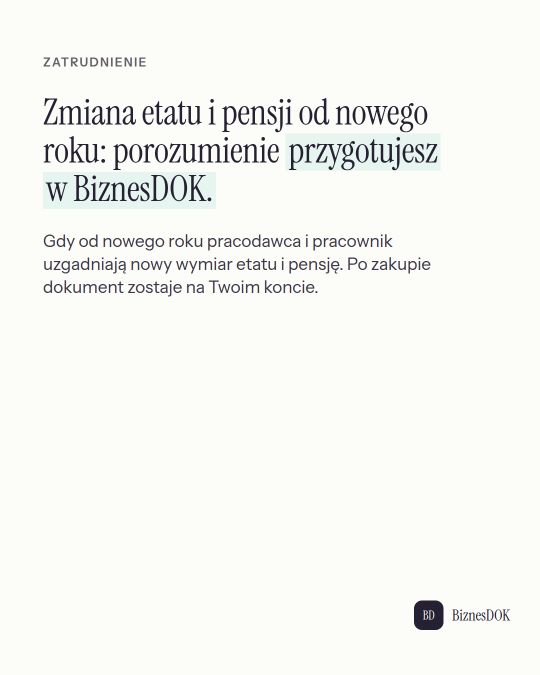 ZATRUDNIENIE
Zmiana etatu i pensji od nowego
roku: porozumienie przygotujesz
w BiznesDOK.
Gdy od nowego roku pracodawca i pracownik
uzgadniają nowy wymiar etatu i pensję. Po zakupie
dokument zostaje na Twoim koncie.
BD BiznesDOK